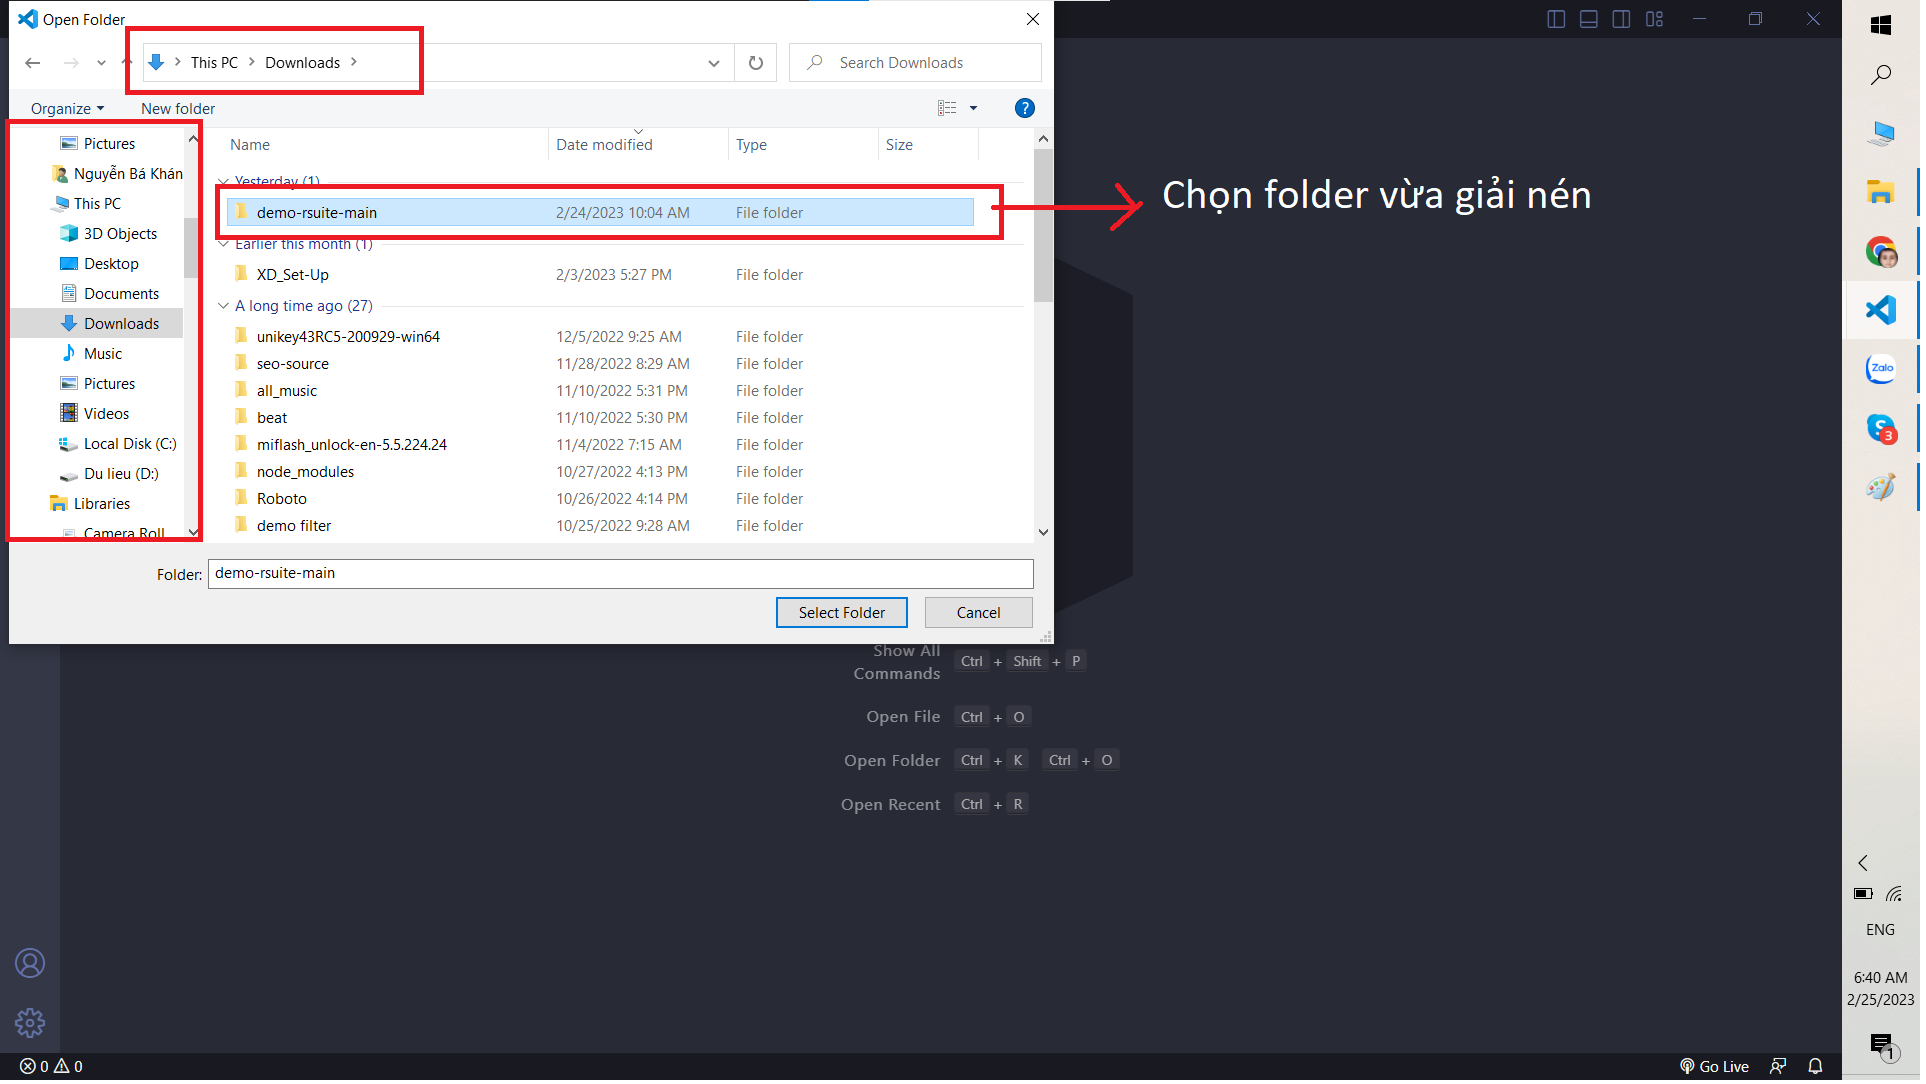 Open Folder
This PC > Downloads >
Search Downloads
Organize
New folder
?
Pictures
Nguyễn Bá Khán
This PC
3D Objects
Desktop
Documents
Downloads
Music
Pictures
Videos
Local Disk (C:)
Du lieu (D:)
Libraries
Camera Roll
Name Date modified Type Size
Yesterday (1)
demo-rsuite-main 2/24/2023 10:04 AM File folder
Earlier this month (1)
XD_Set-Up 2/3/2023 5:27 PM File folder
A long time ago (27)
unikey43RC5-200929-win64 12/5/2022 9:25 AM File folder
seo-source 11/28/2022 8:29 AM File folder
all_music 11/10/2022 5:31 PM File folder
beat 11/10/2022 5:30 PM File folder
miflash_unlock-en-5.5.224.24 11/4/2022 7:15 AM File folder
node_modules 10/27/2022 4:13 PM File folder
Roboto 10/26/2022 4:14 PM File folder
demo filter 10/25/2022 9:28 AM File folder
Folder: demo-rsuite-main
Select Folder Cancel
Chọn folder vừa giải nén
Show All
Commands Ctrl + Shift + P
Open File Ctrl + O
Open Folder Ctrl + K Ctrl + O
Open Recent Ctrl + R
Zalo
S 3
ENG
6:40 AM
2/25/2023
1
0 0
Go Live